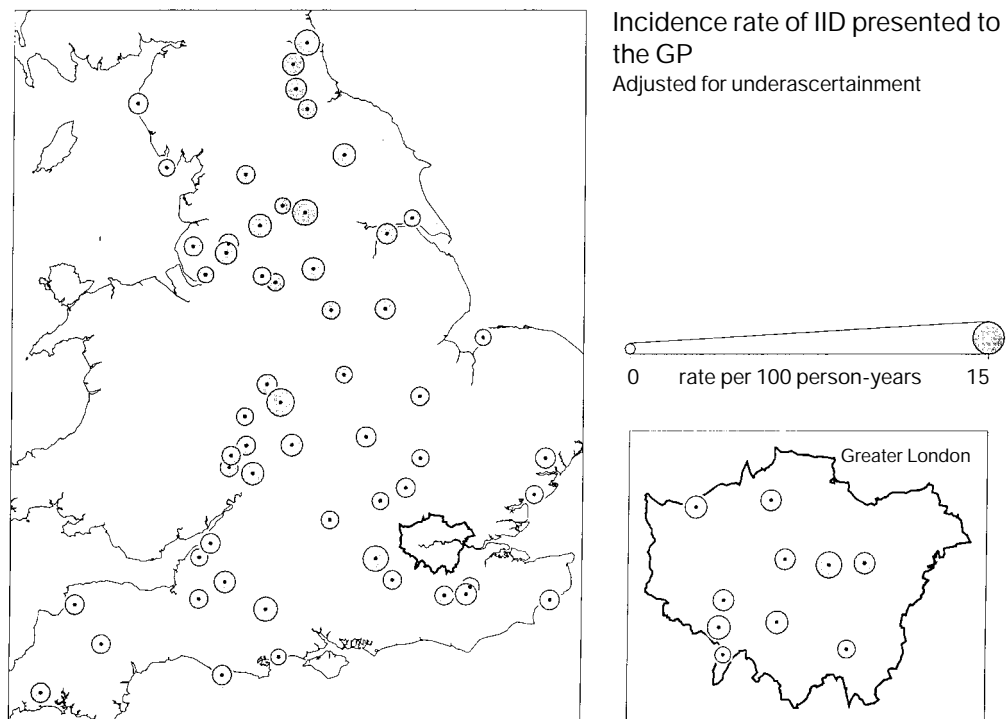 Incidence rate of IID presented to
the GP
Adjusted for underascertainment
0 rate per 100 person-years 15
Greater London